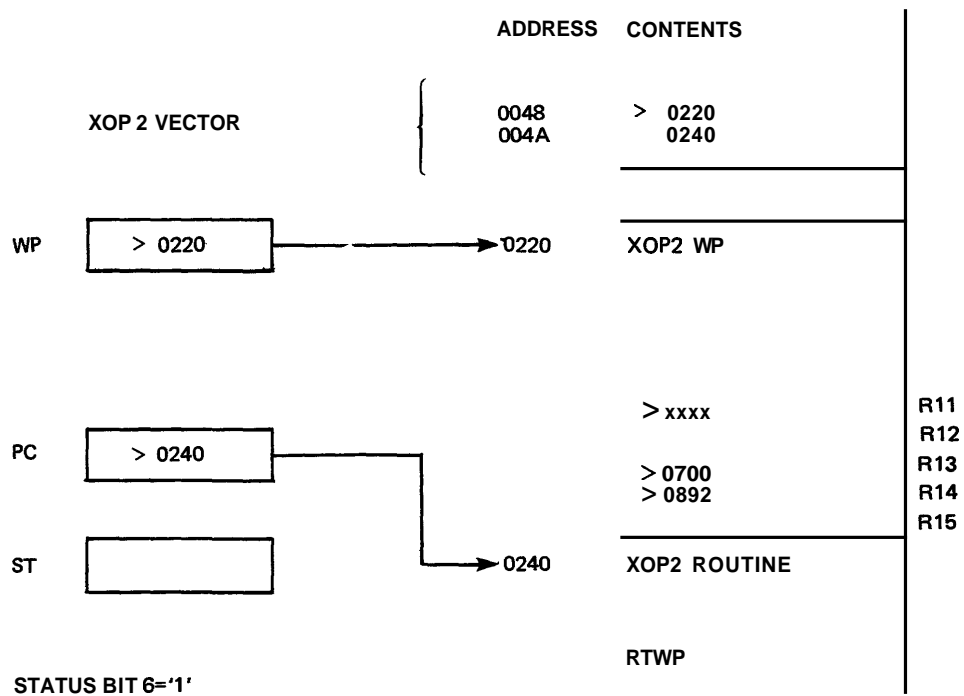 ADDRESS CONTENTS
XOP 2 VECTOR
0048 > 0220
004A 0240
WP > 0220 0220 XOP2 WP
> xxxx R11
R12
PC > 0240
> 0700 R13
> 0892 R14
R15
ST 0240 XOP2 ROUTINE
RTWP
STATUS BIT 6='1'